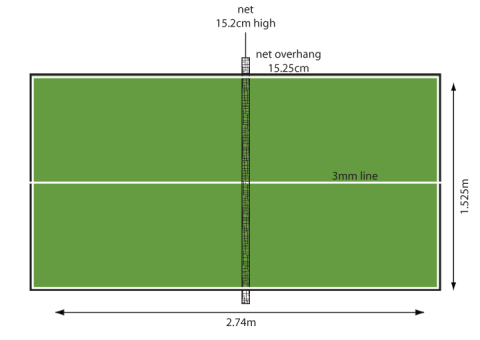 net
15.2cm high
net overhang
15.25cm
3mm line
1.525m
2.74m